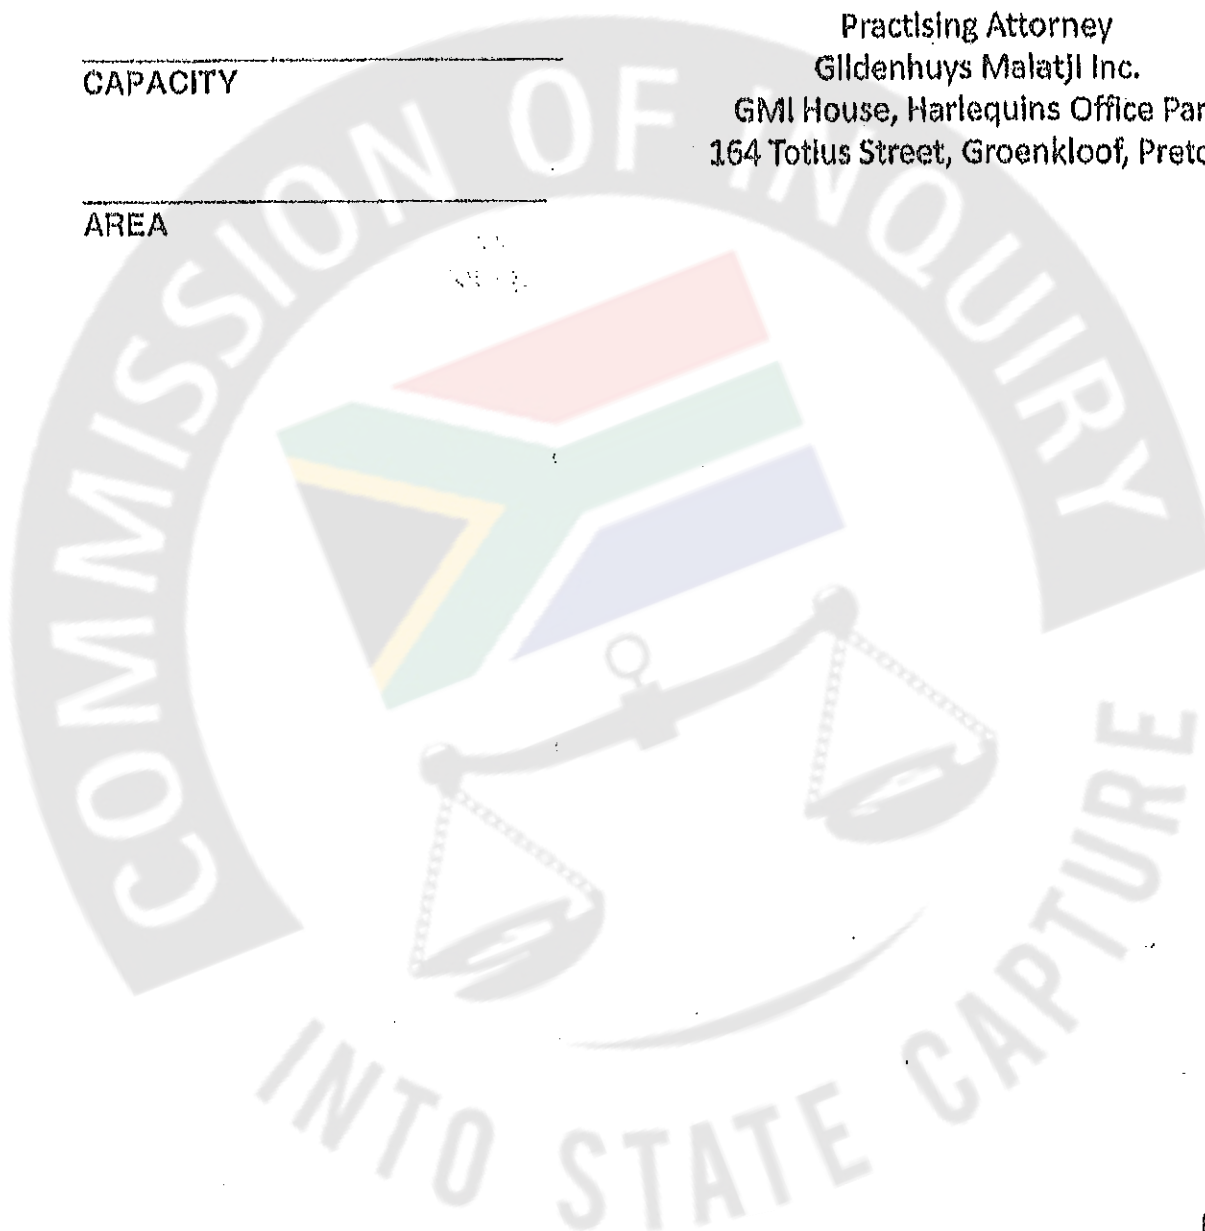 Practising Attorney
CAPACITY
Gildenhuys Malatji Inc.
GMI House, Harlequins Office Par
164 Totius Street, Groenkloof, Preto
AREA
COMMISSION OF INQUIRY
INTO STATE CAPTURE